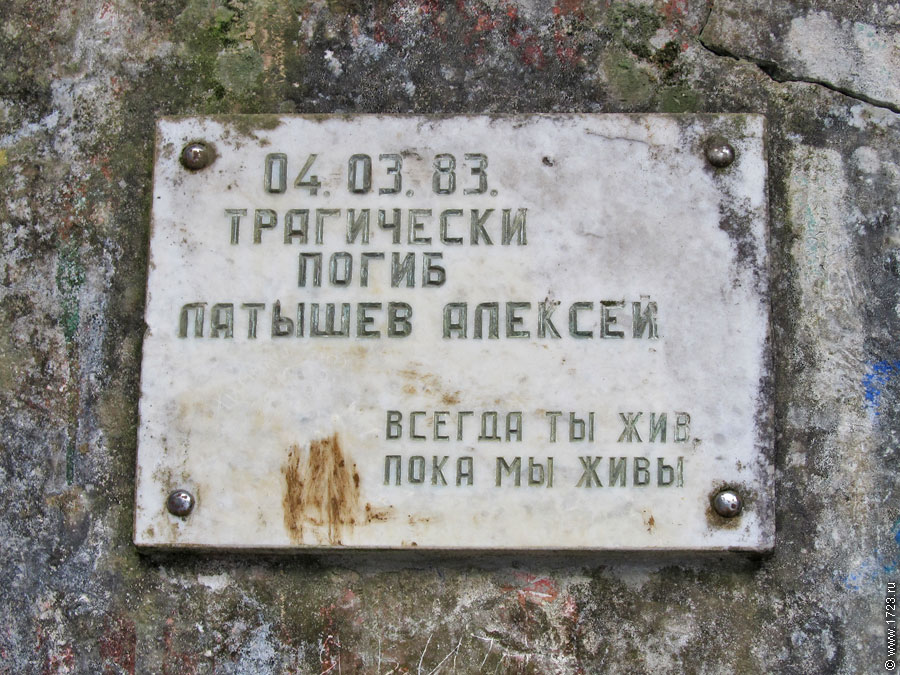 04.03.83.
ТРАГИЧЕСКИ
ПОГИБ
ЛАТЫШЕВ АЛЕКСЕЙ
ВСЕГДА ТЫ ЖИВ,
ПОКА МЫ ЖИВЫ
© www.1723.ru